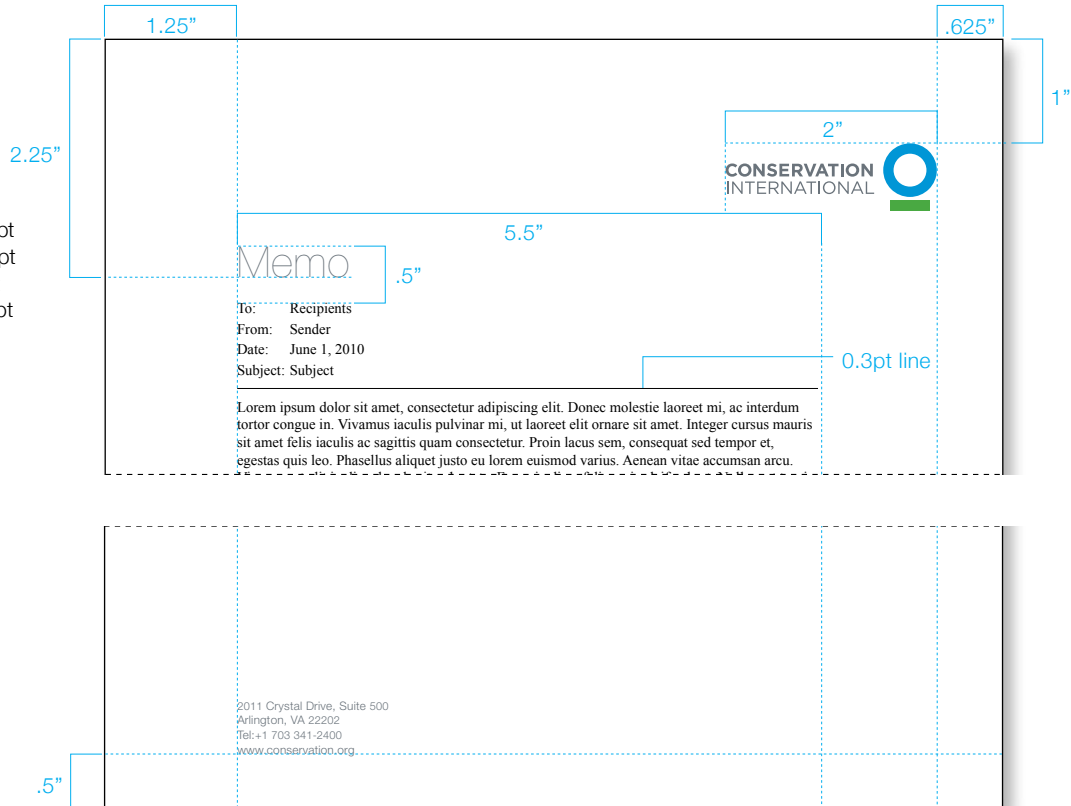 1.25”
.625”
1”
2”
2.25”
CONSERVATION
INTERNATIONAL
5.5”
pt
pt
pt
Memo
.5”
To: Recipients
From: Sender
Date: June 1, 2010
Subject: Subject
0.3pt line
Lorem ipsum dolor sit amet, consectetur adipiscing elit. Donec molestie laoreet mi, ac interdum
tortor congue in. Vivamus iaculis pulvinar mi, ut laoreet elit ornare sit amet. Integer cursus mauris
sit amet felis iaculis ac sagittis quam consectetur. Proin lacus sem, consequat sed tempor et,
egestas quis leo. Phasellus aliquet justo eu lorem euismod varius. Aenean vitae accumsan arcu.
2011 Crystal Drive, Suite 500
Arlington, VA 22202
Tel:+1 703 341-2400
www.conservation.org
.5”